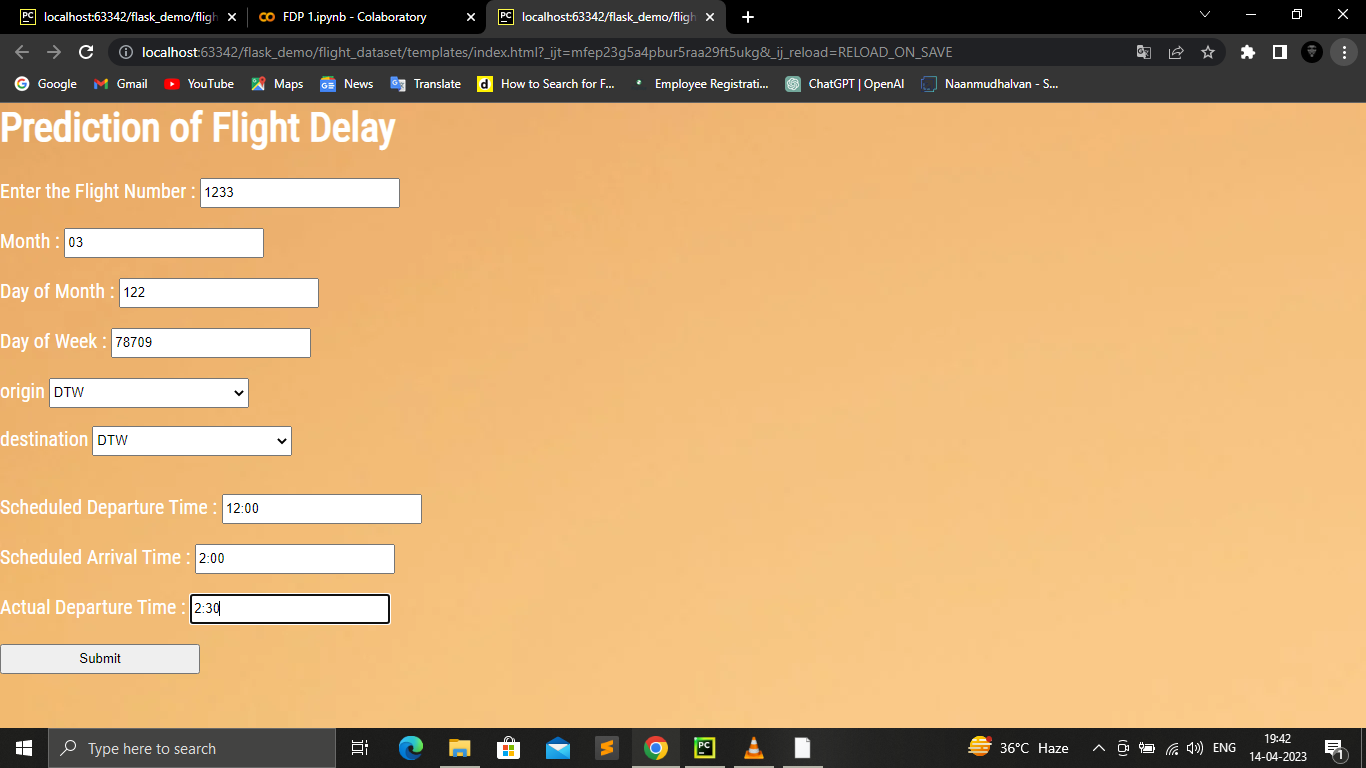 localhost:63342/flask_demo/fligh
FDP 1.ipynb - Colaboratory
localhost:63342/flask_demo/fligh
localhost:63342/flask_demo/flight_dataset/templates/index.html?_ijt=mfep23g5a4pbur5raa29ft5ukg&_ij_reload=RELOAD_ON_SAVE
Google Gmail YouTube Maps News Translate How to Search for F... Employee Registrati... ChatGPT | OpenAI Naanmudhalvan - S...
Prediction of Flight Delay
Enter the Flight Number : 1233
Month : 03
Day of Month : 122
Day of Week : 78709
origin DTW
destination DTW
Scheduled Departure Time : 12:00
Scheduled Arrival Time : 2:00
Actual Departure Time : 2:30
Submit
Type here to search
36°C Haze
ENG
19:42
14-04-2023
1